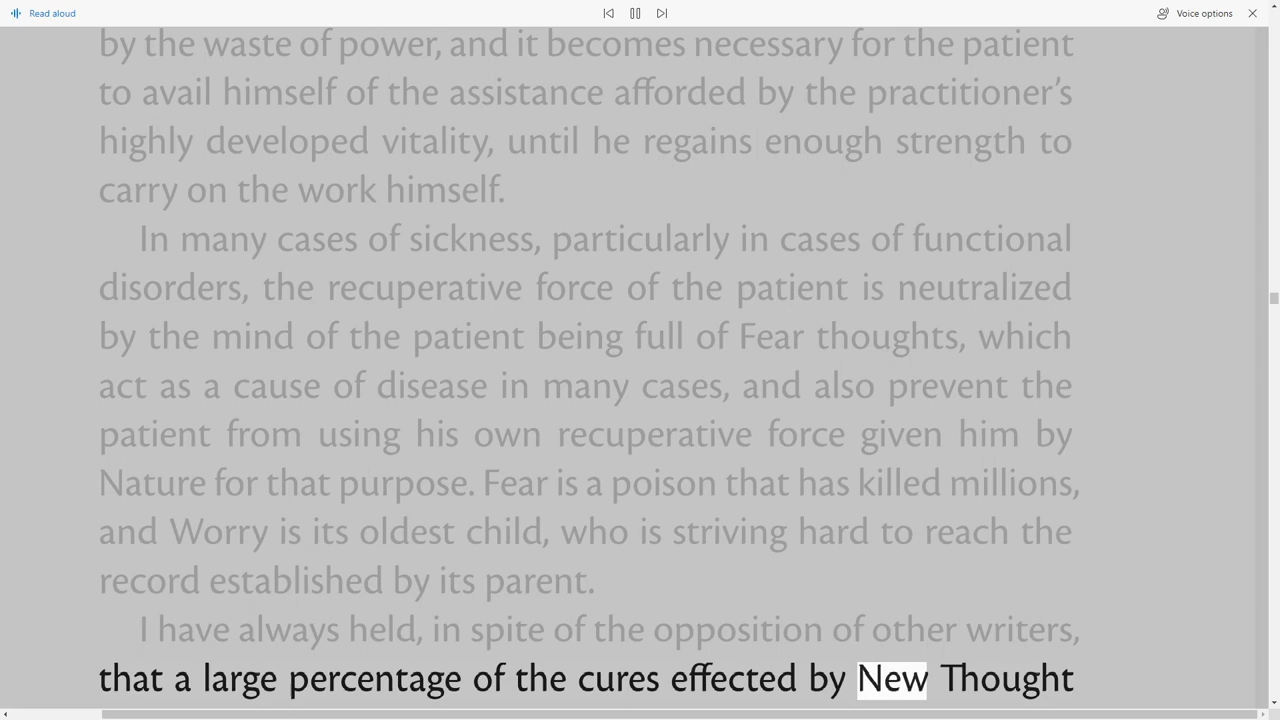 Read aloud
Voice options
by the waste of power, and it becomes necessary for the patient
to avail himself of the assistance afforded by the practitioner’s
highly developed vitality, until he regains enough strength to
carry on the work himself.
In many cases of sickness, particularly in cases of functional
disorders, the recuperative force of the patient is neutralized
by the mind of the patient being full of Fear thoughts, which
act as a cause of disease in many cases, and also prevent the
patient from using his own recuperative force given him by
Nature for that purpose. Fear is a poison that has killed millions,
and Worry is its oldest child, who is striving hard to reach the
record established by its parent.
I have always held, in spite of the opposition of other writers,
that a large percentage of the cures effected by New Thought